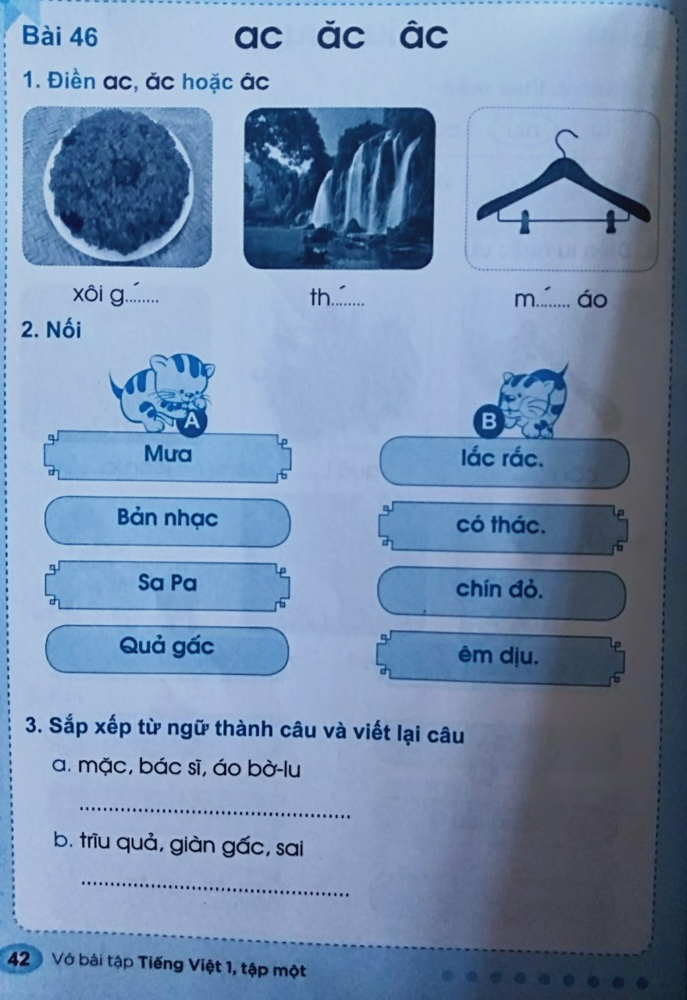 Bài 46 ac ăc âc
1. Điền ac, ăc hoặc âc
xôi g...´.....
th...´.....
m...´..... áo
2. Nối
A
B
Mưa
lắc rắc.
Bản nhạc
có thác.
Sa Pa
chín đỏ.
Quả gấc
êm dịu.
3. Sắp xếp từ ngữ thành câu và viết lại câu
a. mặc, bác sĩ, áo bờ-lu
b. trĩu quả, giàn gấc, sai
42 Vở bài tập Tiếng Việt 1, tập một